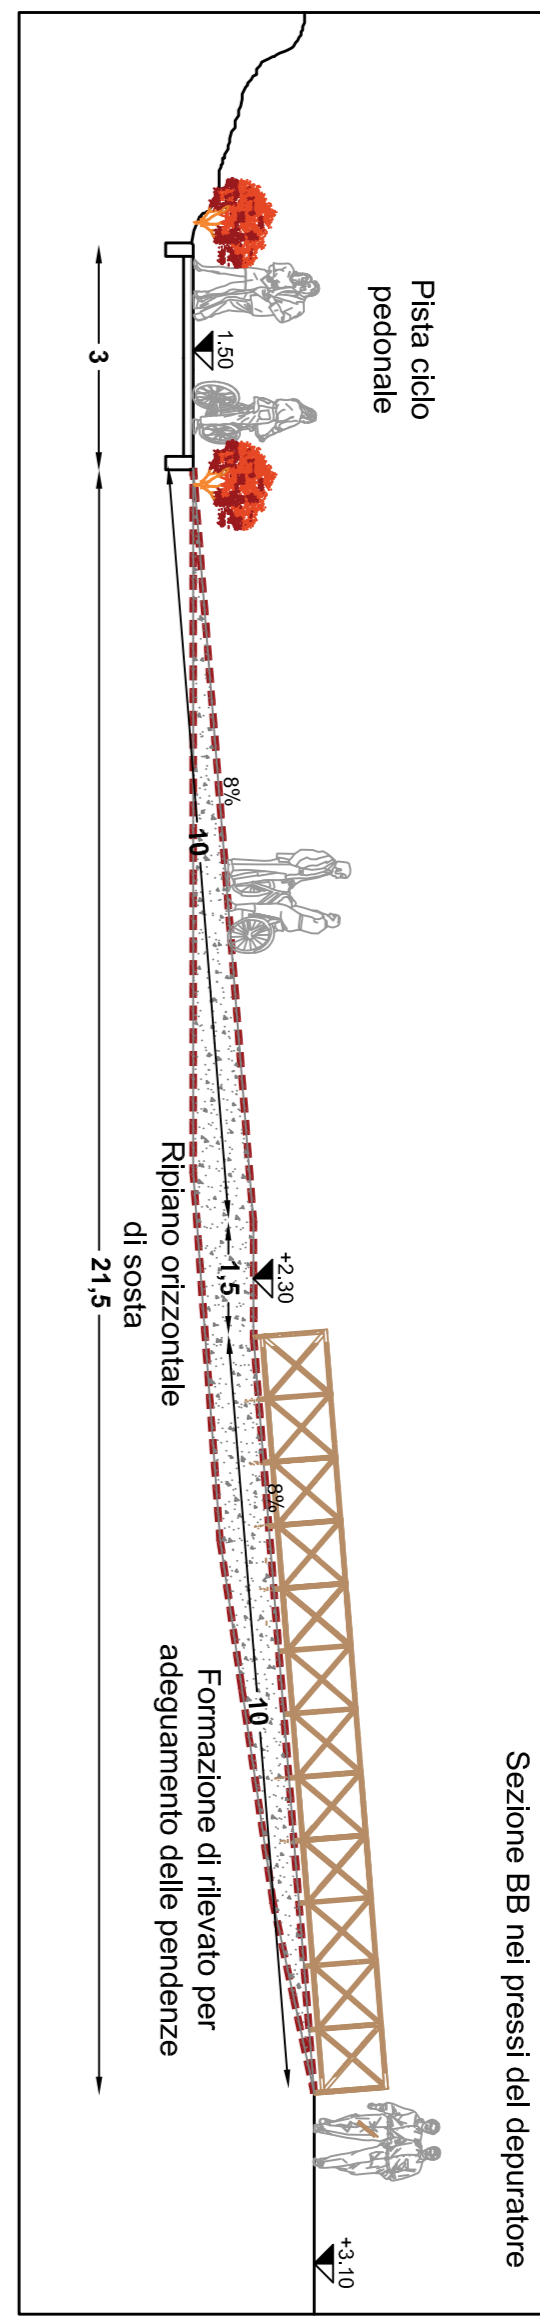 Sezione BB nei pressi del depuratore
Pista ciclo
pedonale
1.50
3
8%
10
+2.30
1,5
Ripiano orizzontale
di sosta
21,5
8%
10
Formazione di rilevato per
adeguamento delle pendenze
+3.10